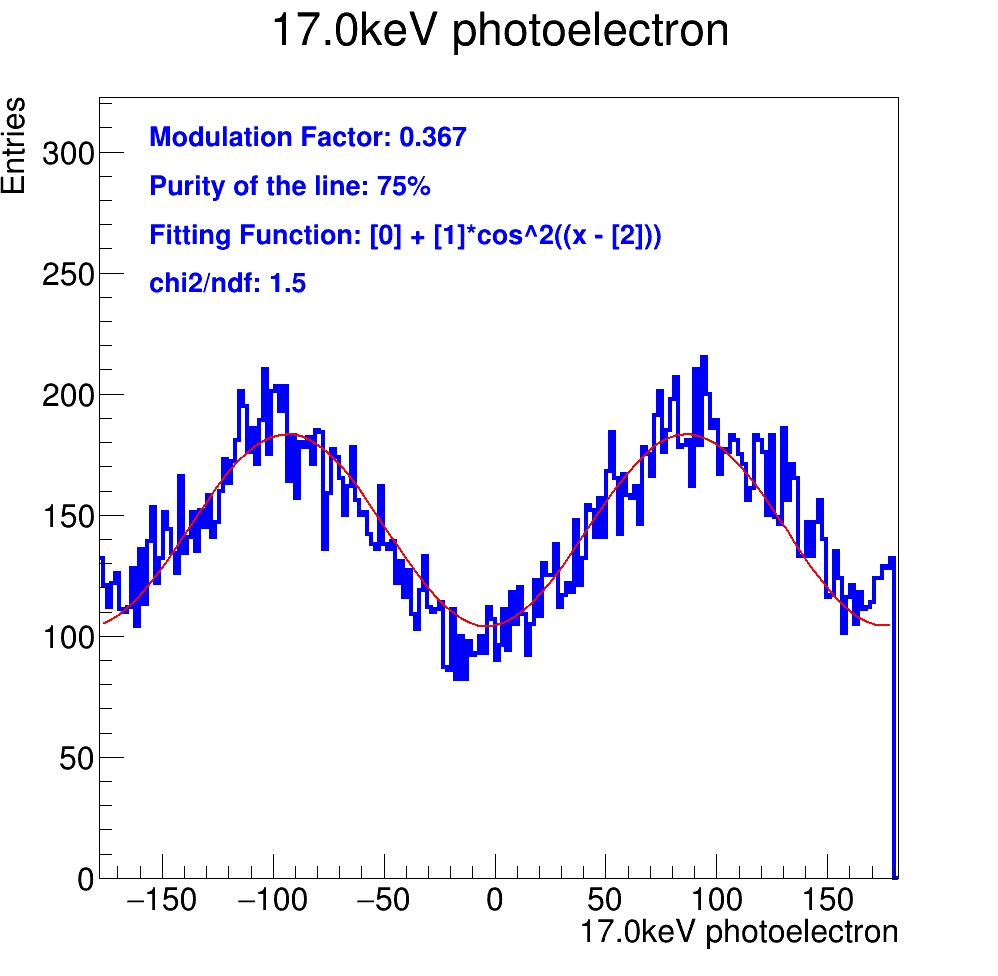 17.0keV photoelectron
Entries
Modulation Factor: 0.367
Purity of the line: 75%
Fitting Function: [0] + [1]*cos^2((x - [2]))
chi2/ndf: 1.5
300
250
200
150
100
50
0
−150 −100 −50 0 50 100 150
17.0keV photoelectron